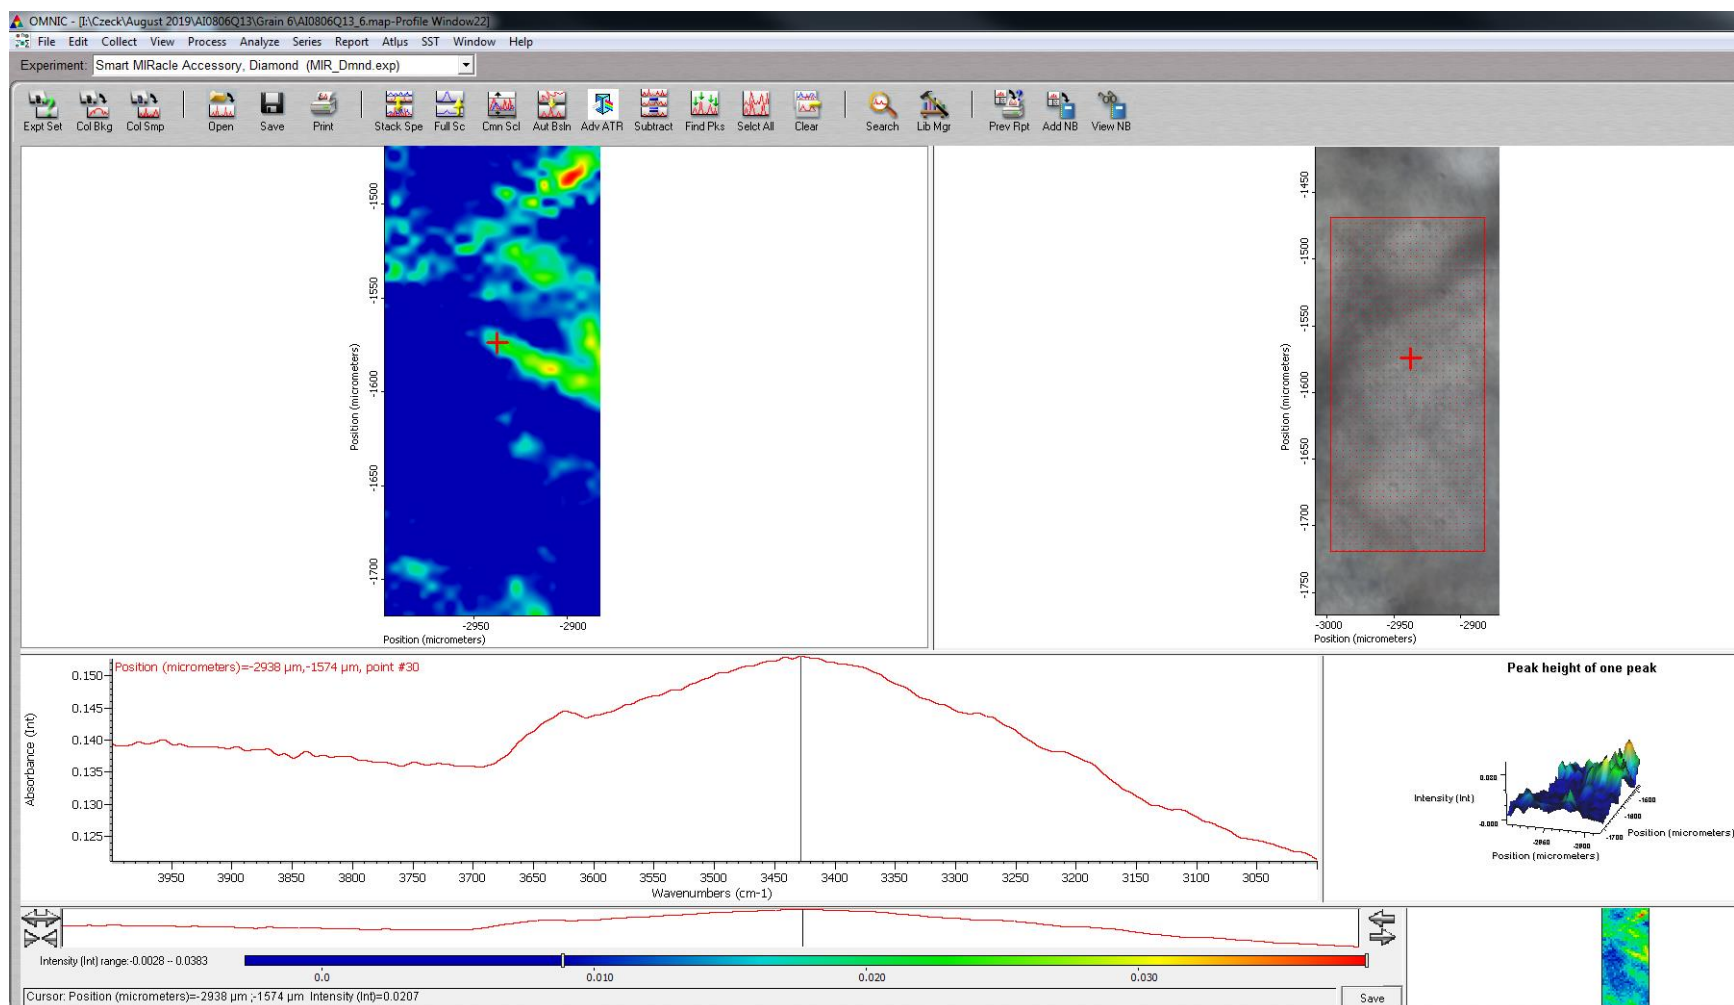 OMNIC - [I:\Czeck\August 2019\AI0806Q13\Grain 6\AI0806Q13_6.map-Profile Window22]
File Edit Collect View Process Analyze Series Report Atlµs SST Window Help
Experiment: Smart MIRacle Accessory, Diamond (MIR_Dmnd.exp)
Expt Set Col Bkg Col Smp Open Save Print Stack Spe Full Sc Cmn Scl Aut Bsln Adv ATR Subtract Find Pks Selct All Clear Search Lib Mgr Prev Rpt Add NB View NB
-1500
-1550
-1600
-1650
-1700
Position (micrometers)
-2950 -2900
Position (micrometers)
-1450
-1500
-1550
-1600
-1650
-1700
-1750
Position (micrometers)
-3000 -2950 -2900
Position (micrometers)
Position (micrometers)=-2938 µm,-1574 µm, point #30
0.150
0.145
0.140
0.135
0.130
0.125
Absorbance (Int)
3950 3900 3850 3800 3750 3700 3650 3600 3550 3500 3450 3400 3350 3300 3250 3200 3150 3100 3050
Wavenumbers (cm-1)
Peak height of one peak
0.020
Intensity (Int)
-0.000
-1600
-1700
Position (micrometers)
-2900
Position (micrometers)
Intensity (Int) range:-0.0028 -- 0.0383
0.0 0.010 0.020 0.030
Cursor: Position (micrometers)=-2938 µm ;-1574 µm Intensity (Int)=0.0207
Save